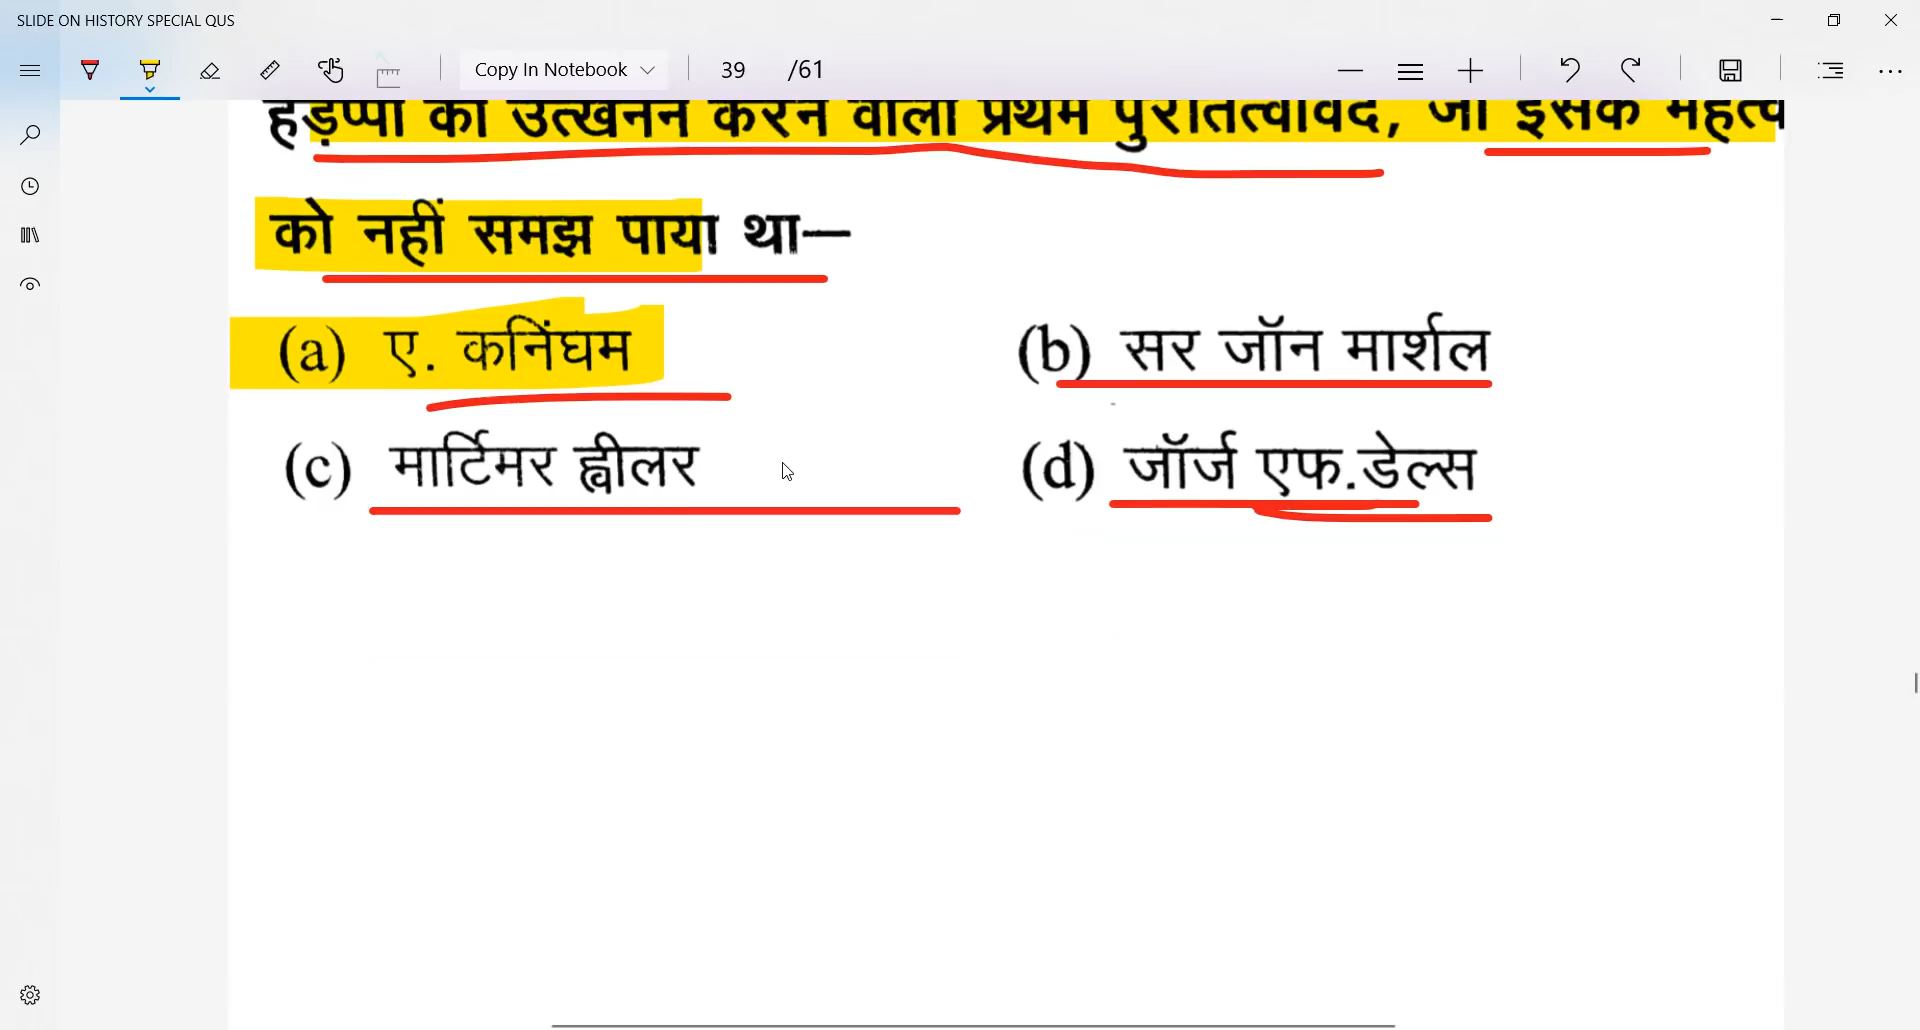 SLIDE ON HISTORY SPECIAL QUS
Copy In Notebook 39 /61
हड़प्पा का उत्खनन करने वाला प्रथम पुरातत्वविद, जो इसके महत्व
को नहीं समझ पाया था—
(a) ए. कनिंघम (b) सर जॉन मार्शल
(c) मार्टिमर ह्वीलर (d) जॉर्ज एफ.डेल्स